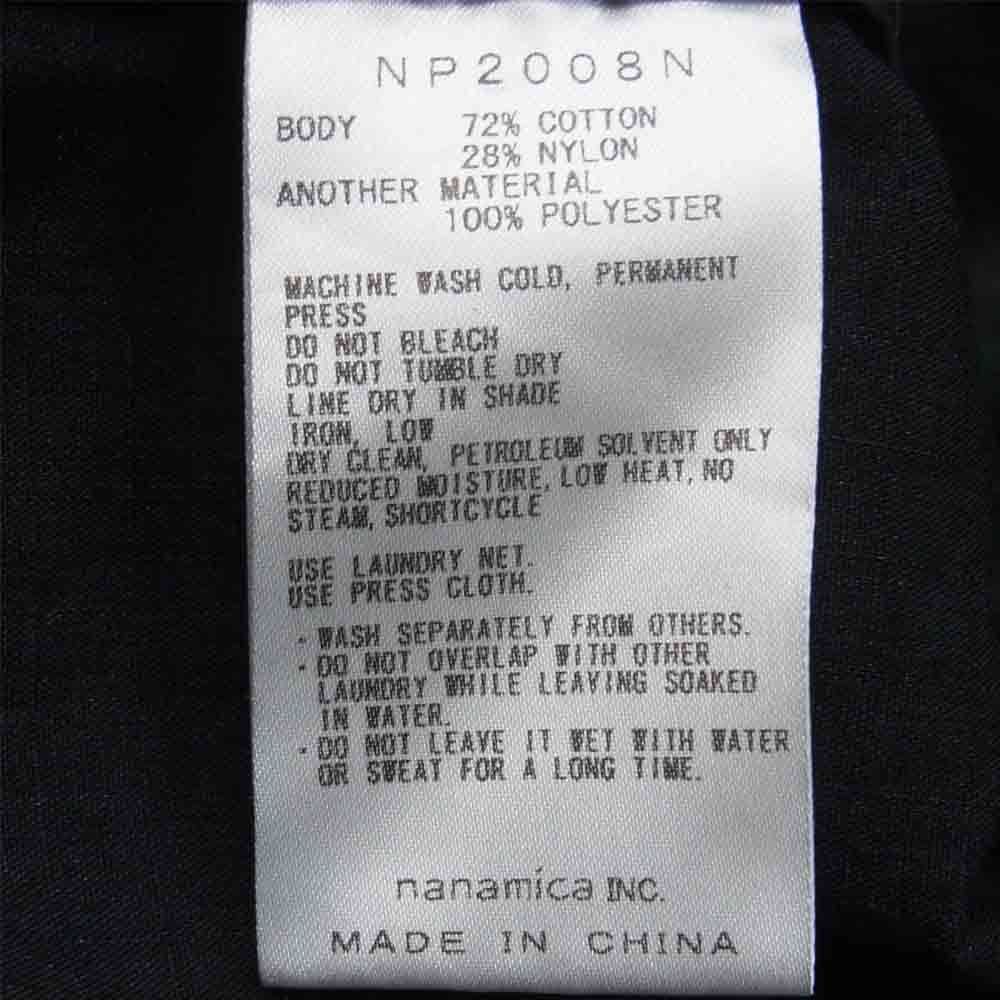 NP2008N
BODY 72% COTTON
28% NYLON
ANOTHER MATERIAL
100% POLYESTER
MACHINE WASH COLD, PERMANENT
PRESS
DO NOT BLEACH
DO NOT TUMBLE DRY
LINE DRY IN SHADE
IRON, LOW
DRY CLEAN, PETROLEUM SOLVENT ONLY
REDUCED MOISTURE, LOW HEAT, NO
STEAM, SHORTCYCLE
USE LAUNDRY NET.
USE PRESS CLOTH.
· WASH SEPARATELY FROM OTHERS.
· DO NOT OVERLAP WITH OTHER
LAUNDRY WHILE LEAVING SOAKED
IN WATER.
· DO NOT LEAVE IT WET WITH WATER
OR SWEAT FOR A LONG TIME.
nanamica INC.
MADE IN CHINA